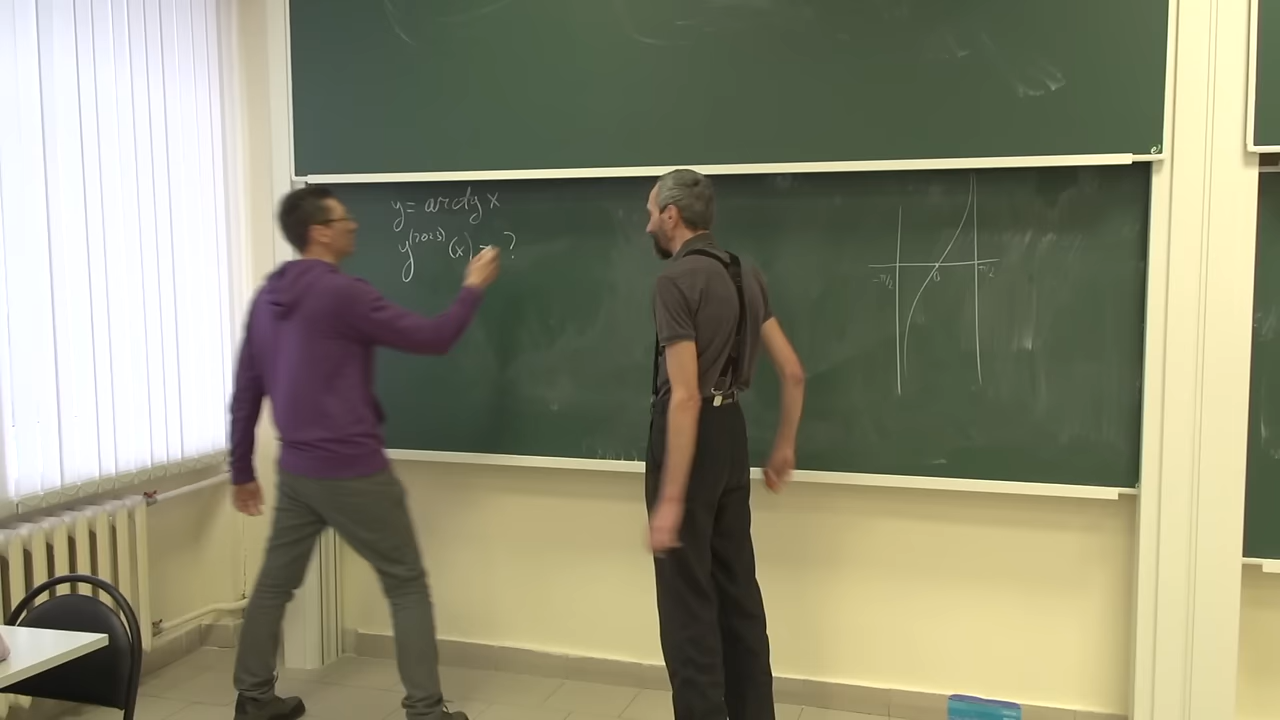 y = arctg x
y^(2023) (x) = ?
-π/2 0 π/2